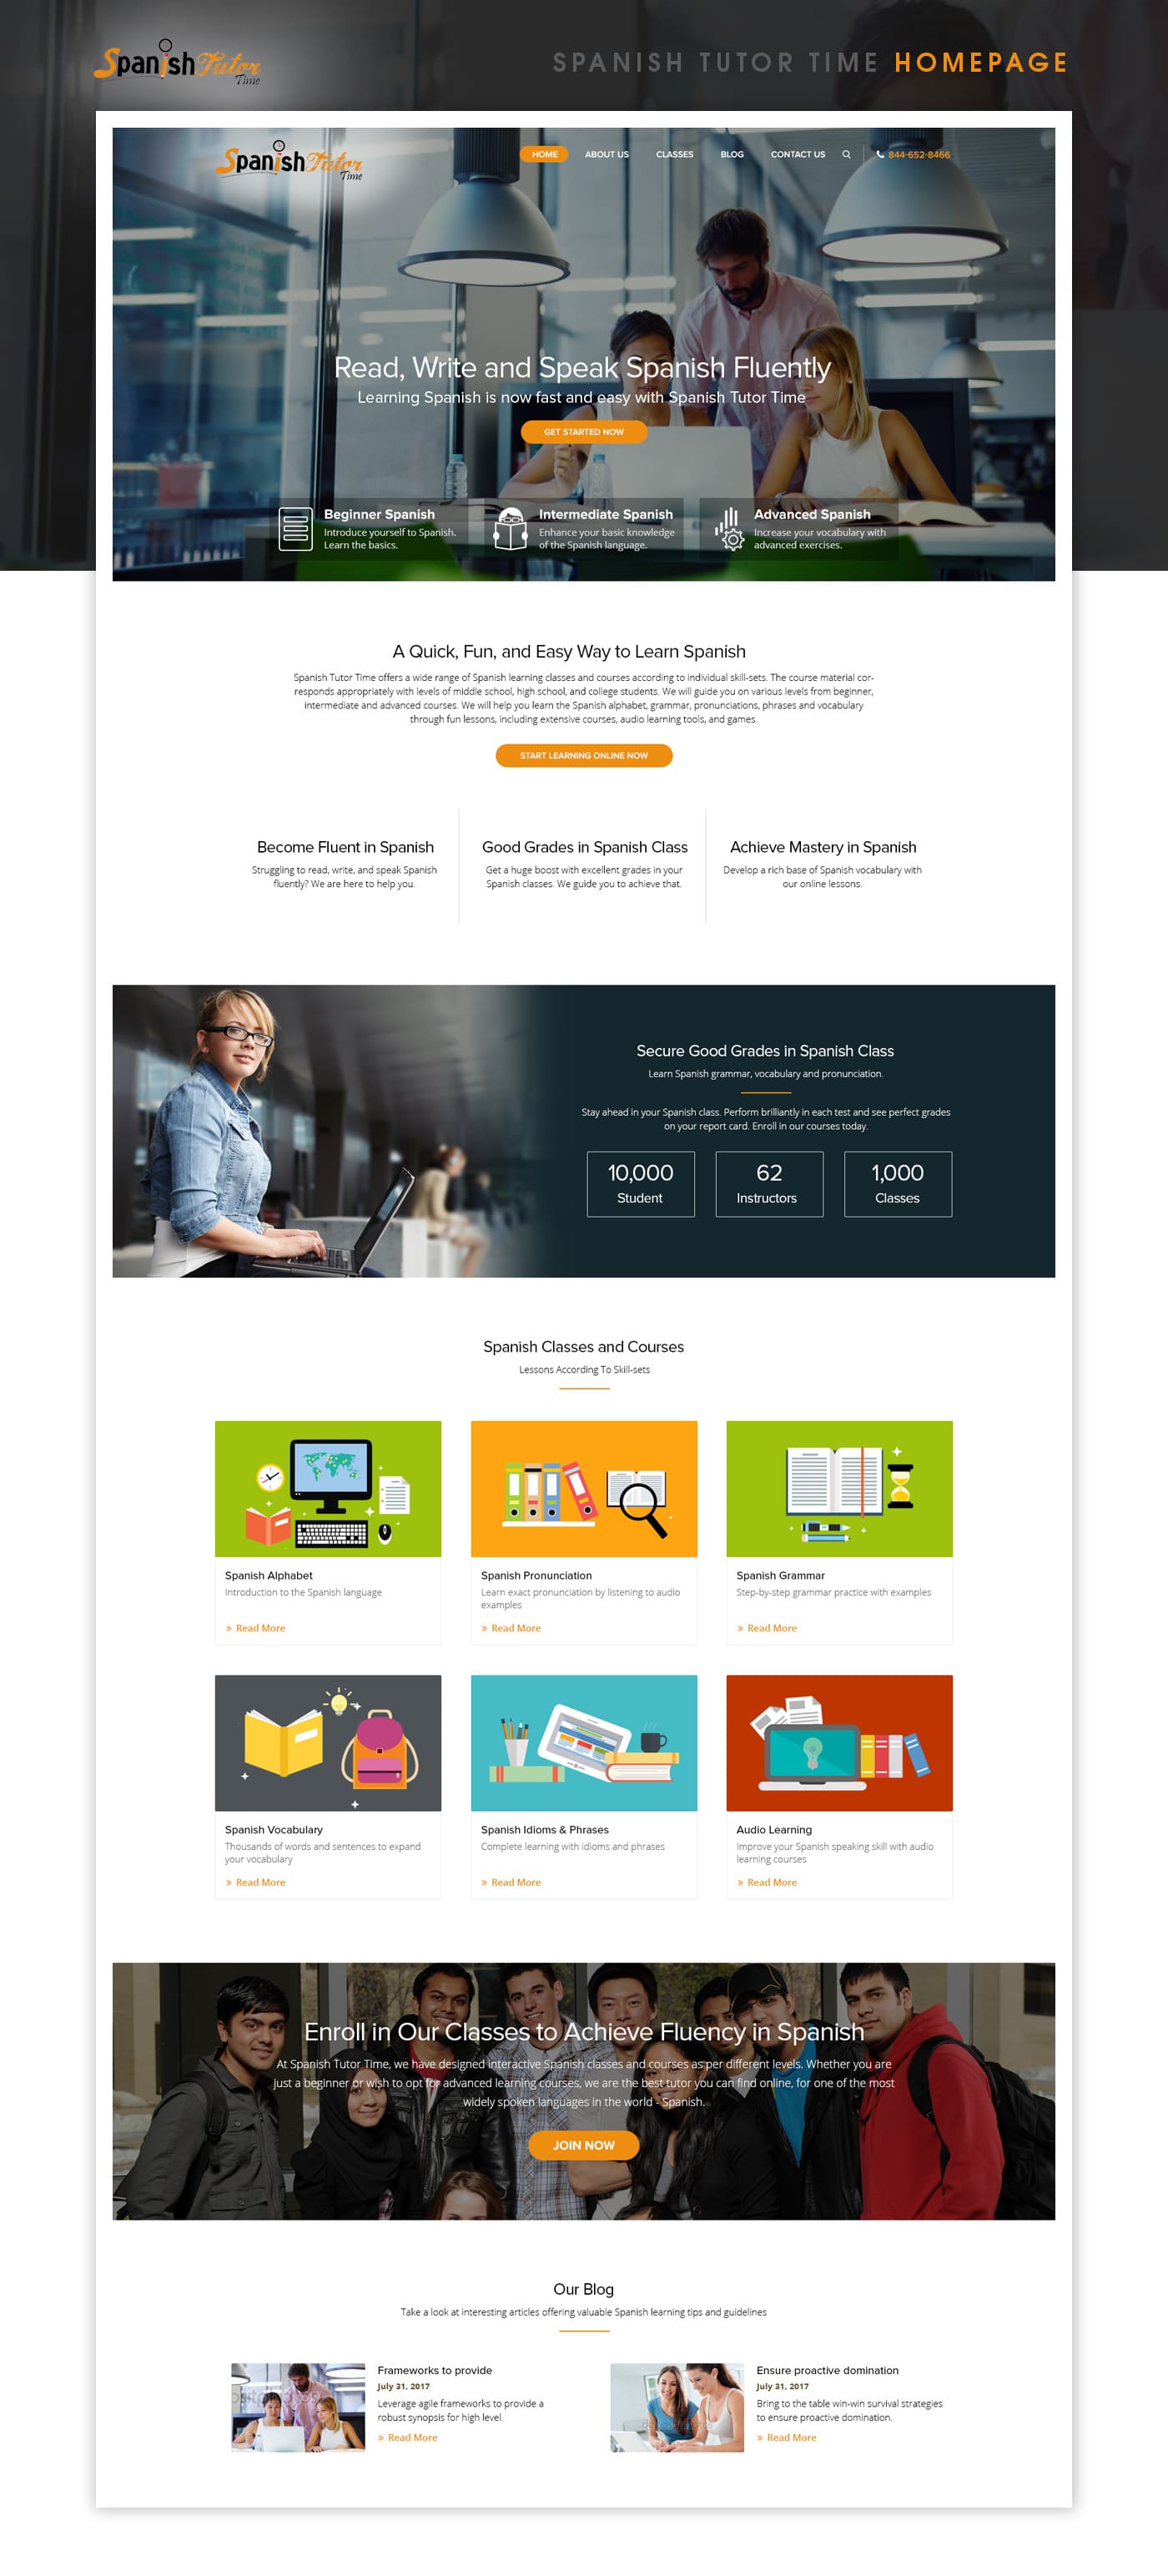 Spanish Tutor
Time
SPANISH TUTOR TIME HOMEPAGE
Spanish Tutor
Time
HOME ABOUT US CLASSES BLOG CONTACT US 844-652-8466
Read, Write and Speak Spanish Fluently
Learning Spanish is now fast and easy with Spanish Tutor Time
GET STARTED NOW
Beginner Spanish
Introduce yourself to Spanish.
Learn the basics.
Intermediate Spanish
Enhance your basic knowledge
of the Spanish language.
Advanced Spanish
Increase your vocabulary with
advanced exercises.
A Quick, Fun, and Easy Way to Learn Spanish
Spanish Tutor Time offers a wide range of Spanish learning classes and courses according to individual skill-sets. The course material cor-
responds appropriately with levels of middle school, high school, and college students. We will guide you on various levels from beginner,
intermediate and advanced courses. We will help you learn the Spanish alphabet, grammar, pronunciations, phrases and vocabulary
through fun lessons, including extensive courses, audio learning tools, and games.
START LEARNING ONLINE NOW
Become Fluent in Spanish
Struggling to read, write, and speak Spanish
fluently? We are here to help you.
Good Grades in Spanish Class
Get a huge boost with excellent grades in your
Spanish classes. We guide you to achieve that.
Achieve Mastery in Spanish
Develop a rich base of Spanish vocabulary with
our online lessons.
Secure Good Grades in Spanish Class
Learn Spanish grammar, vocabulary and pronunciation.
Stay ahead in your Spanish class. Perform brilliantly in each test and see perfect grades
on your report card. Enroll in our courses today.
10,000
Student
62
Instructors
1,000
Classes
Spanish Classes and Courses
Lessons According To Skill-sets
Spanish Alphabet
Introduction to the Spanish language
» Read More
Spanish Pronunciation
Learn exact pronunciation by listening to audio
examples
» Read More
Spanish Grammar
Step-by-step grammar practice with examples
» Read More
Spanish Vocabulary
Thousands of words and sentences to expand
your vocabulary
» Read More
Spanish Idioms & Phrases
Complete learning with idioms and phrases
» Read More
Audio Learning
Improve your Spanish speaking skill with audio
learning courses
» Read More
Enroll in Our Classes to Achieve Fluency in Spanish
At Spanish Tutor Time, we have designed interactive Spanish classes and courses as per different levels. Whether you are
just a beginner or wish to opt for advanced learning courses, we are the best tutor you can find online, for one of the most
widely spoken languages in the world - Spanish.
JOIN NOW
Our Blog
Take a look at interesting articles offering valuable Spanish learning tips and guidelines
Frameworks to provide
July 31, 2017
Leverage agile frameworks to provide a
robust synopsis for high level.
» Read More
Ensure proactive domination
July 31, 2017
Bring to the table win-win survival strategies
to ensure proactive domination.
» Read More